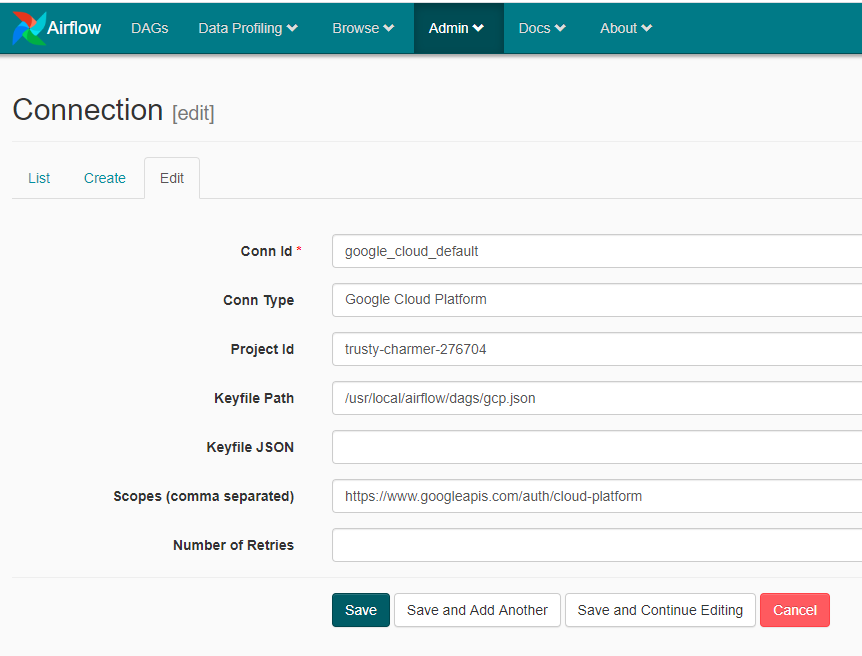 Airflow DAGs Data Profiling Browse Admin Docs About
Connection [edit]
List Create Edit
Conn Id * google_cloud_default
Conn Type Google Cloud Platform
Project Id trusty-charmer-276704
Keyfile Path /usr/local/airflow/dags/gcp.json
Keyfile JSON
Scopes (comma separated) https://www.googleapis.com/auth/cloud-platform
Number of Retries
Save Save and Add Another Save and Continue Editing Cancel